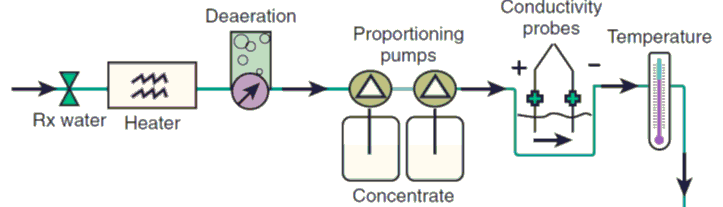 Deaeration
Conductivity
probes
Proportioning
pumps
Temperature
+
−
Rx water
Heater
Concentrate